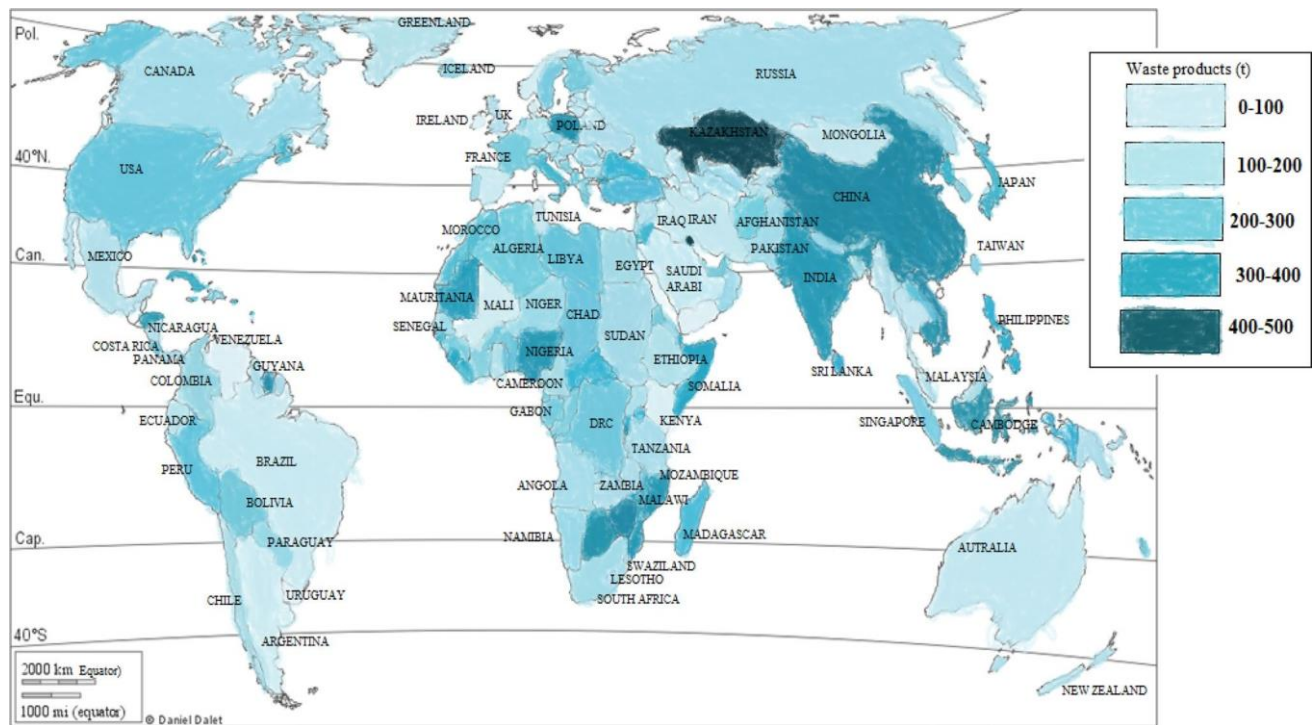 GREENLAND
Pol.
CANADA
ICELAND
RUSSIA
IRELAND
UK
POLAND
KAZAKHSTAN
MONGOLIA
FRANCE
40°N.
USA
JAPAN
CHINA
TUNISIA
IRAQ
IRAN
AFGHANISTAN
MOROCCO
ALGERIA
LIBYA
EGYPT
PAKISTAN
TAIWAN
Can.
MEXICO
SAUDI
ARABI
INDIA
MAURITANIA
MALI
NIGER
CHAD
SUDAN
PHILIPPINES
NICARAGUA
SENEGAL
COSTA RICA
VENEZUELA
PANAMA
GUYANA
NIGERIA
ETHIOPIA
COLOMBIA
CAMEROON
SOMALIA
SRI LANKA
MALAYSIA
Equ.
ECUADOR
GABON
DRC
KENYA
SINGAPORE
CAMBODGE
TANZANIA
BRAZIL
PERU
ANGOLA
ZAMBIA
MOZAMBIQUE
MALAWI
BOLIVIA
Cap.
PARAGUAY
NAMIBIA
MADAGASCAR
AUTRALIA
SWAZILAND
LESOTHO
SOUTH AFRICA
CHILE
URUGUAY
40°S
ARGENTINA
NEW ZEALAND
2000 km Equator)
1000 mi (equator)
© Daniel Dalet
Waste products (t)
0-100
100-200
200-300
300-400
400-500